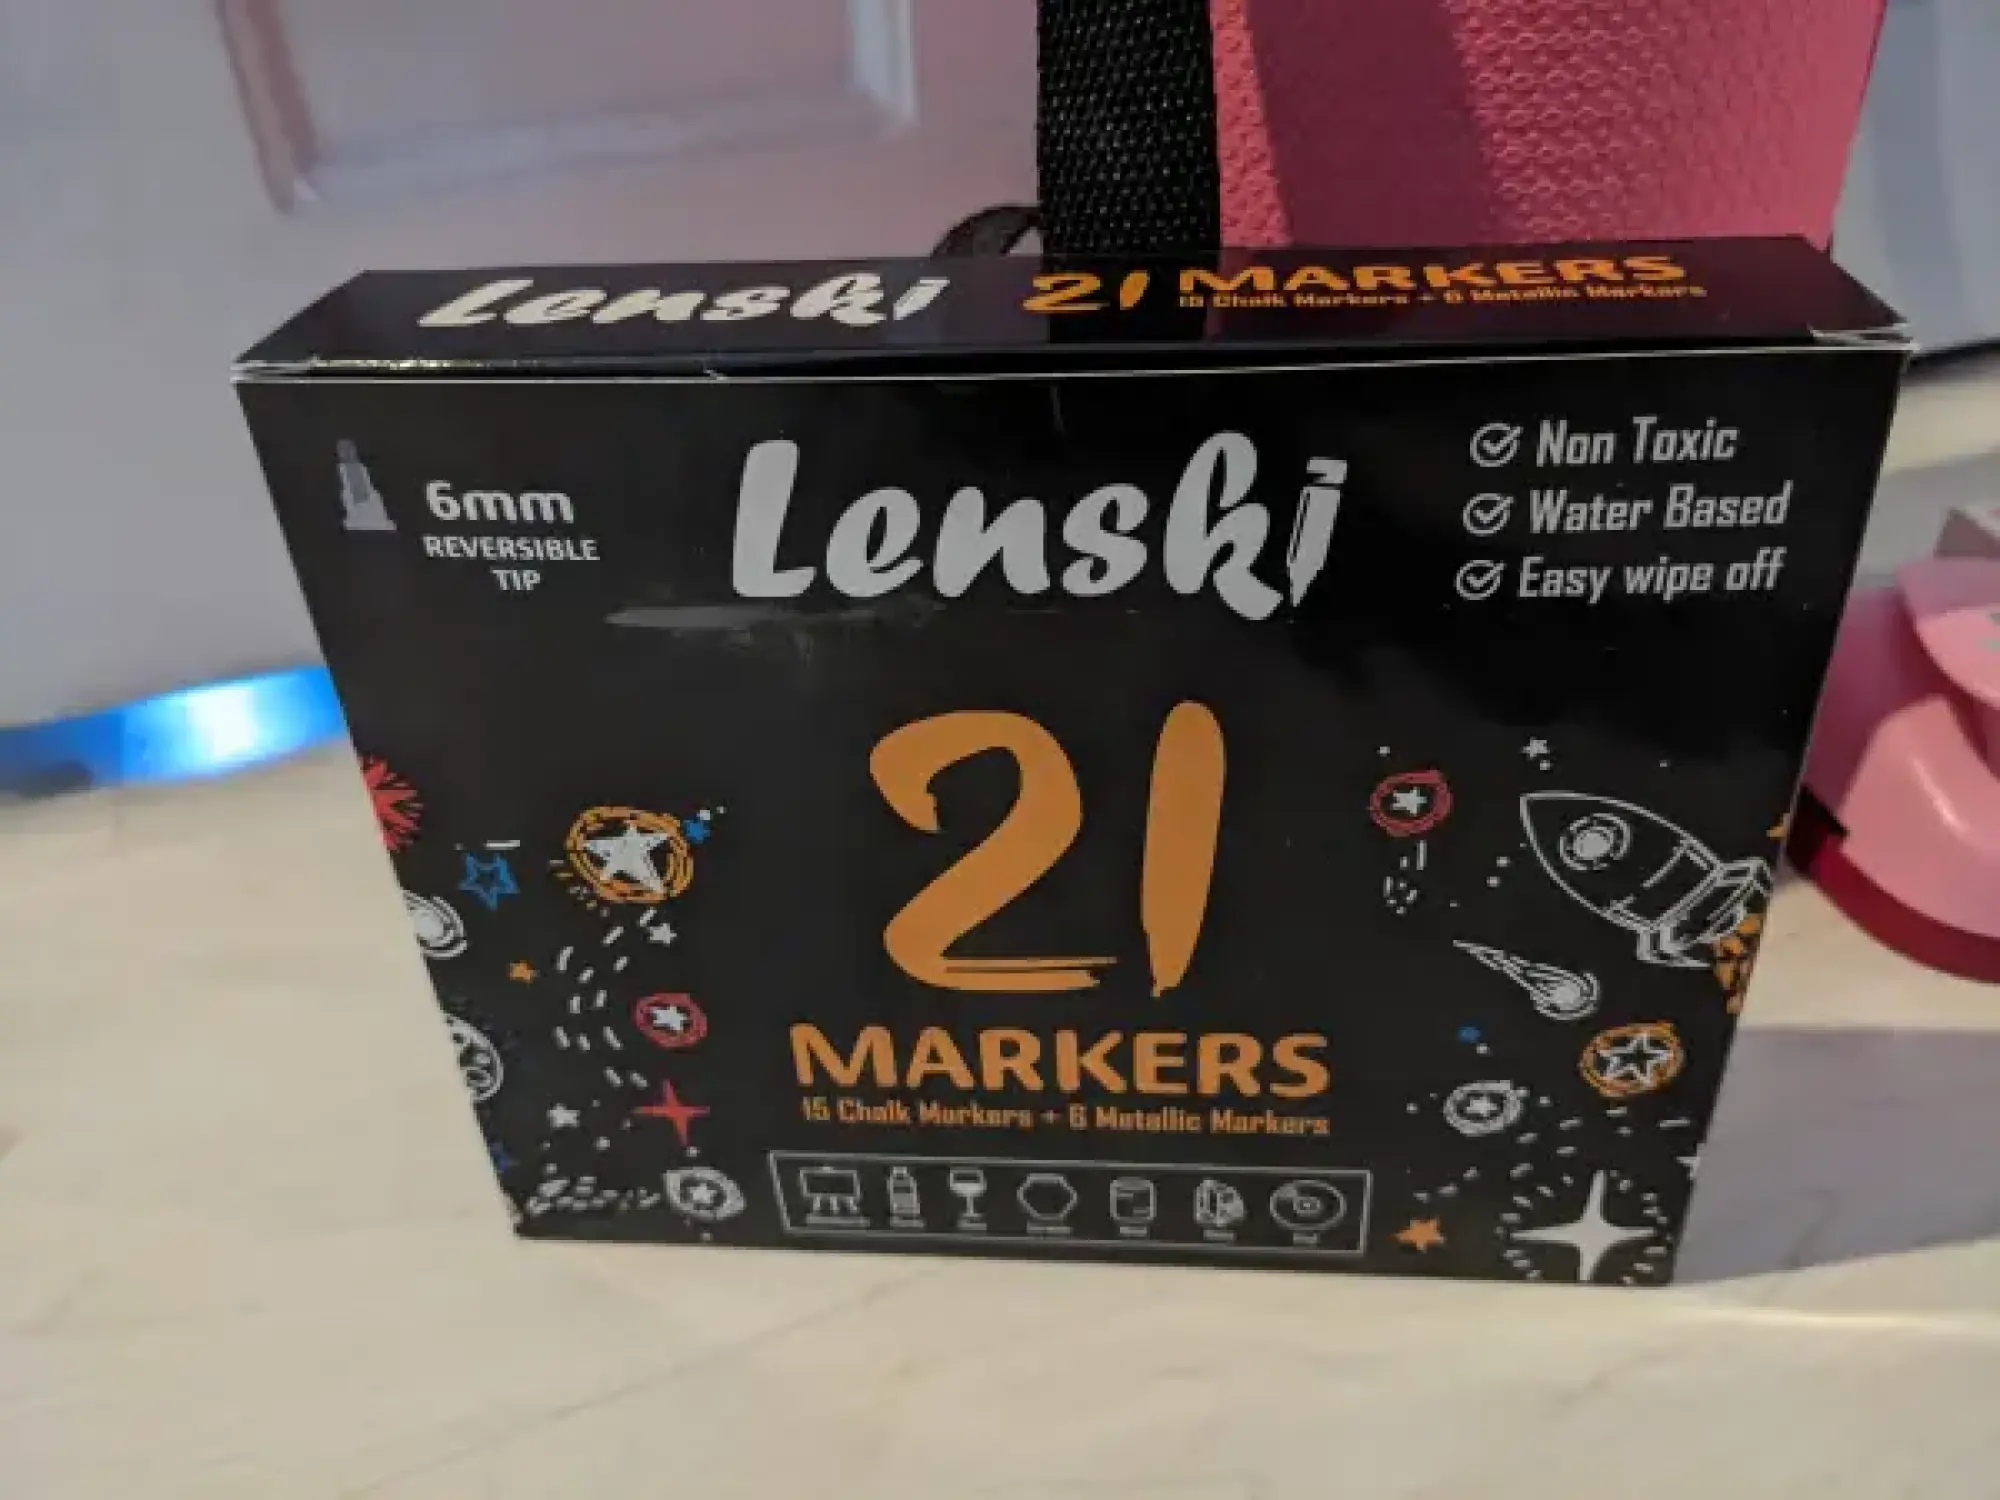 Lenski 21 MARKERS
15 Chalk Markers + 6 Metallic Markers
6mm
REVERSIBLE
TIP
Lenski
Non Toxic
Water Based
Easy wipe off
21
MARKERS
15 Chalk Markers + 6 Metallic Markers